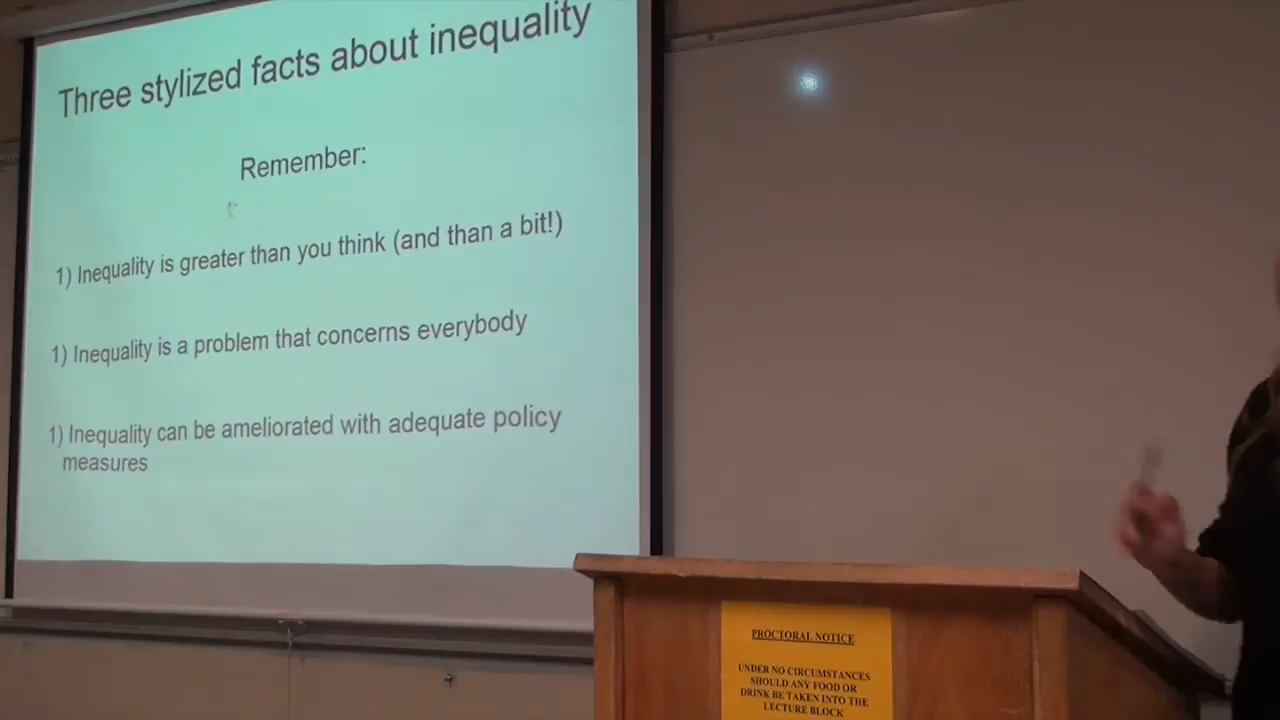 Three stylized facts about inequality
Remember:
1) Inequality is greater than you think (and than a bit!)
1) Inequality is a problem that concerns everybody
1) Inequality can be ameliorated with adequate policy
measures
PROCTORAL NOTICE
UNDER NO CIRCUMSTANCES
SHOULD ANY FOOD OR
DRINK BE TAKEN INTO THE
LECTURE BLOCK